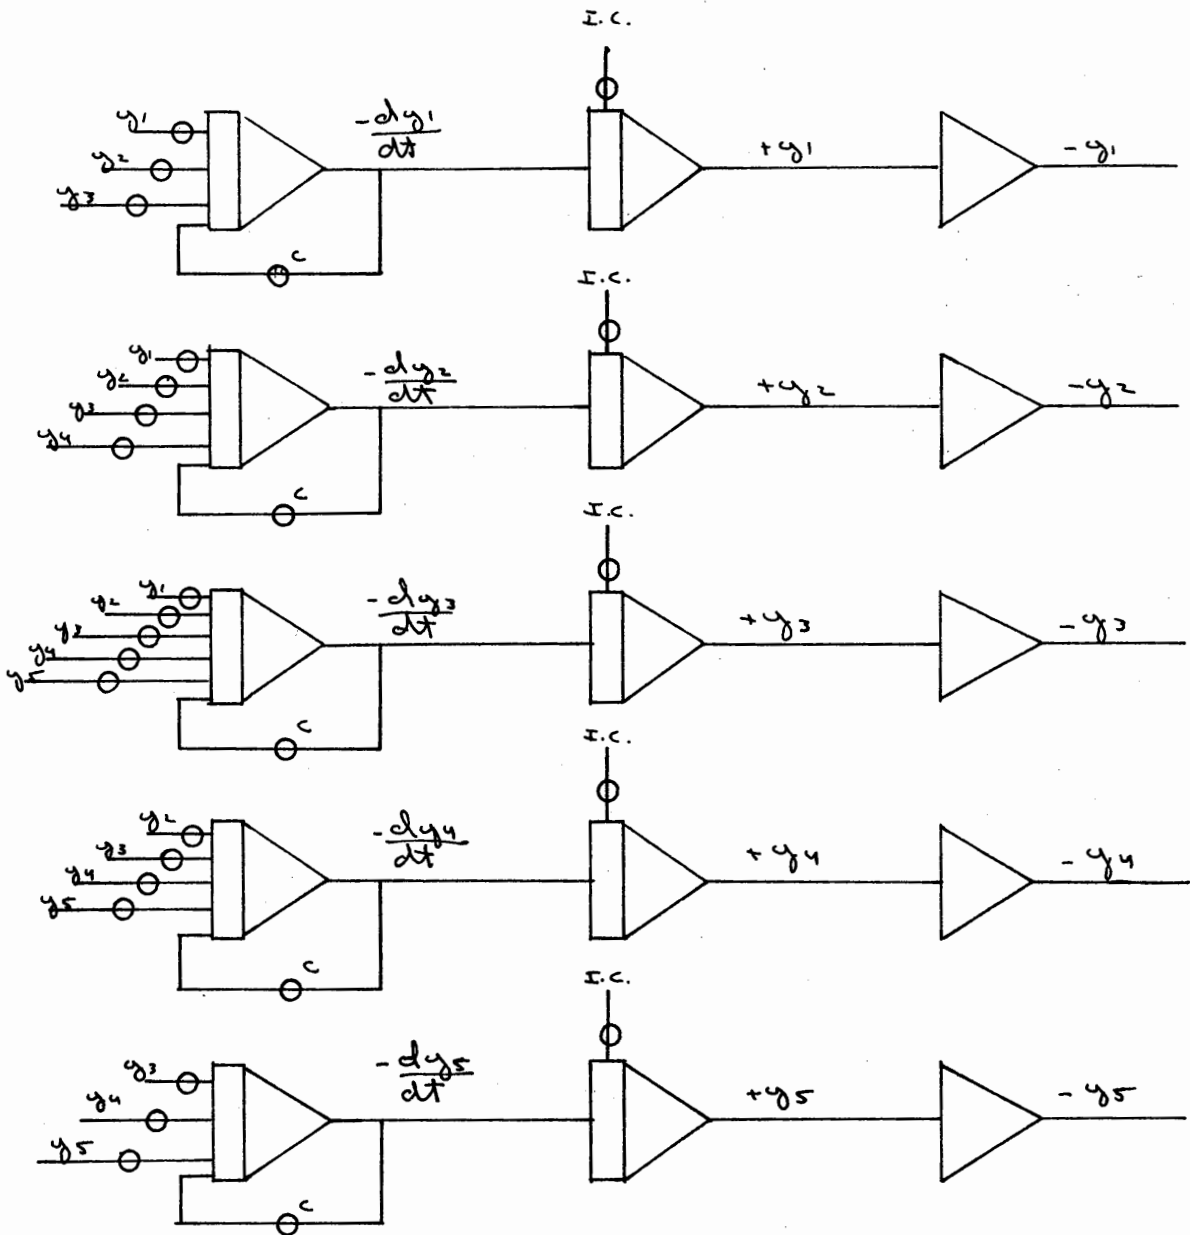 I.C.
y1
y2
y3
-dy1/dt
+y1
-y1
c
I.C.
y1
y2
y3
y4
-dy2/dt
+y2
-y2
c
I.C.
y1
y2
y3
y4
y5
-dy3/dt
+y3
-y3
c
I.C.
y2
y3
y4
y5
-dy4/dt
+y4
-y4
c
I.C.
y3
y4
y5
-dy5/dt
+y5
-y5
c